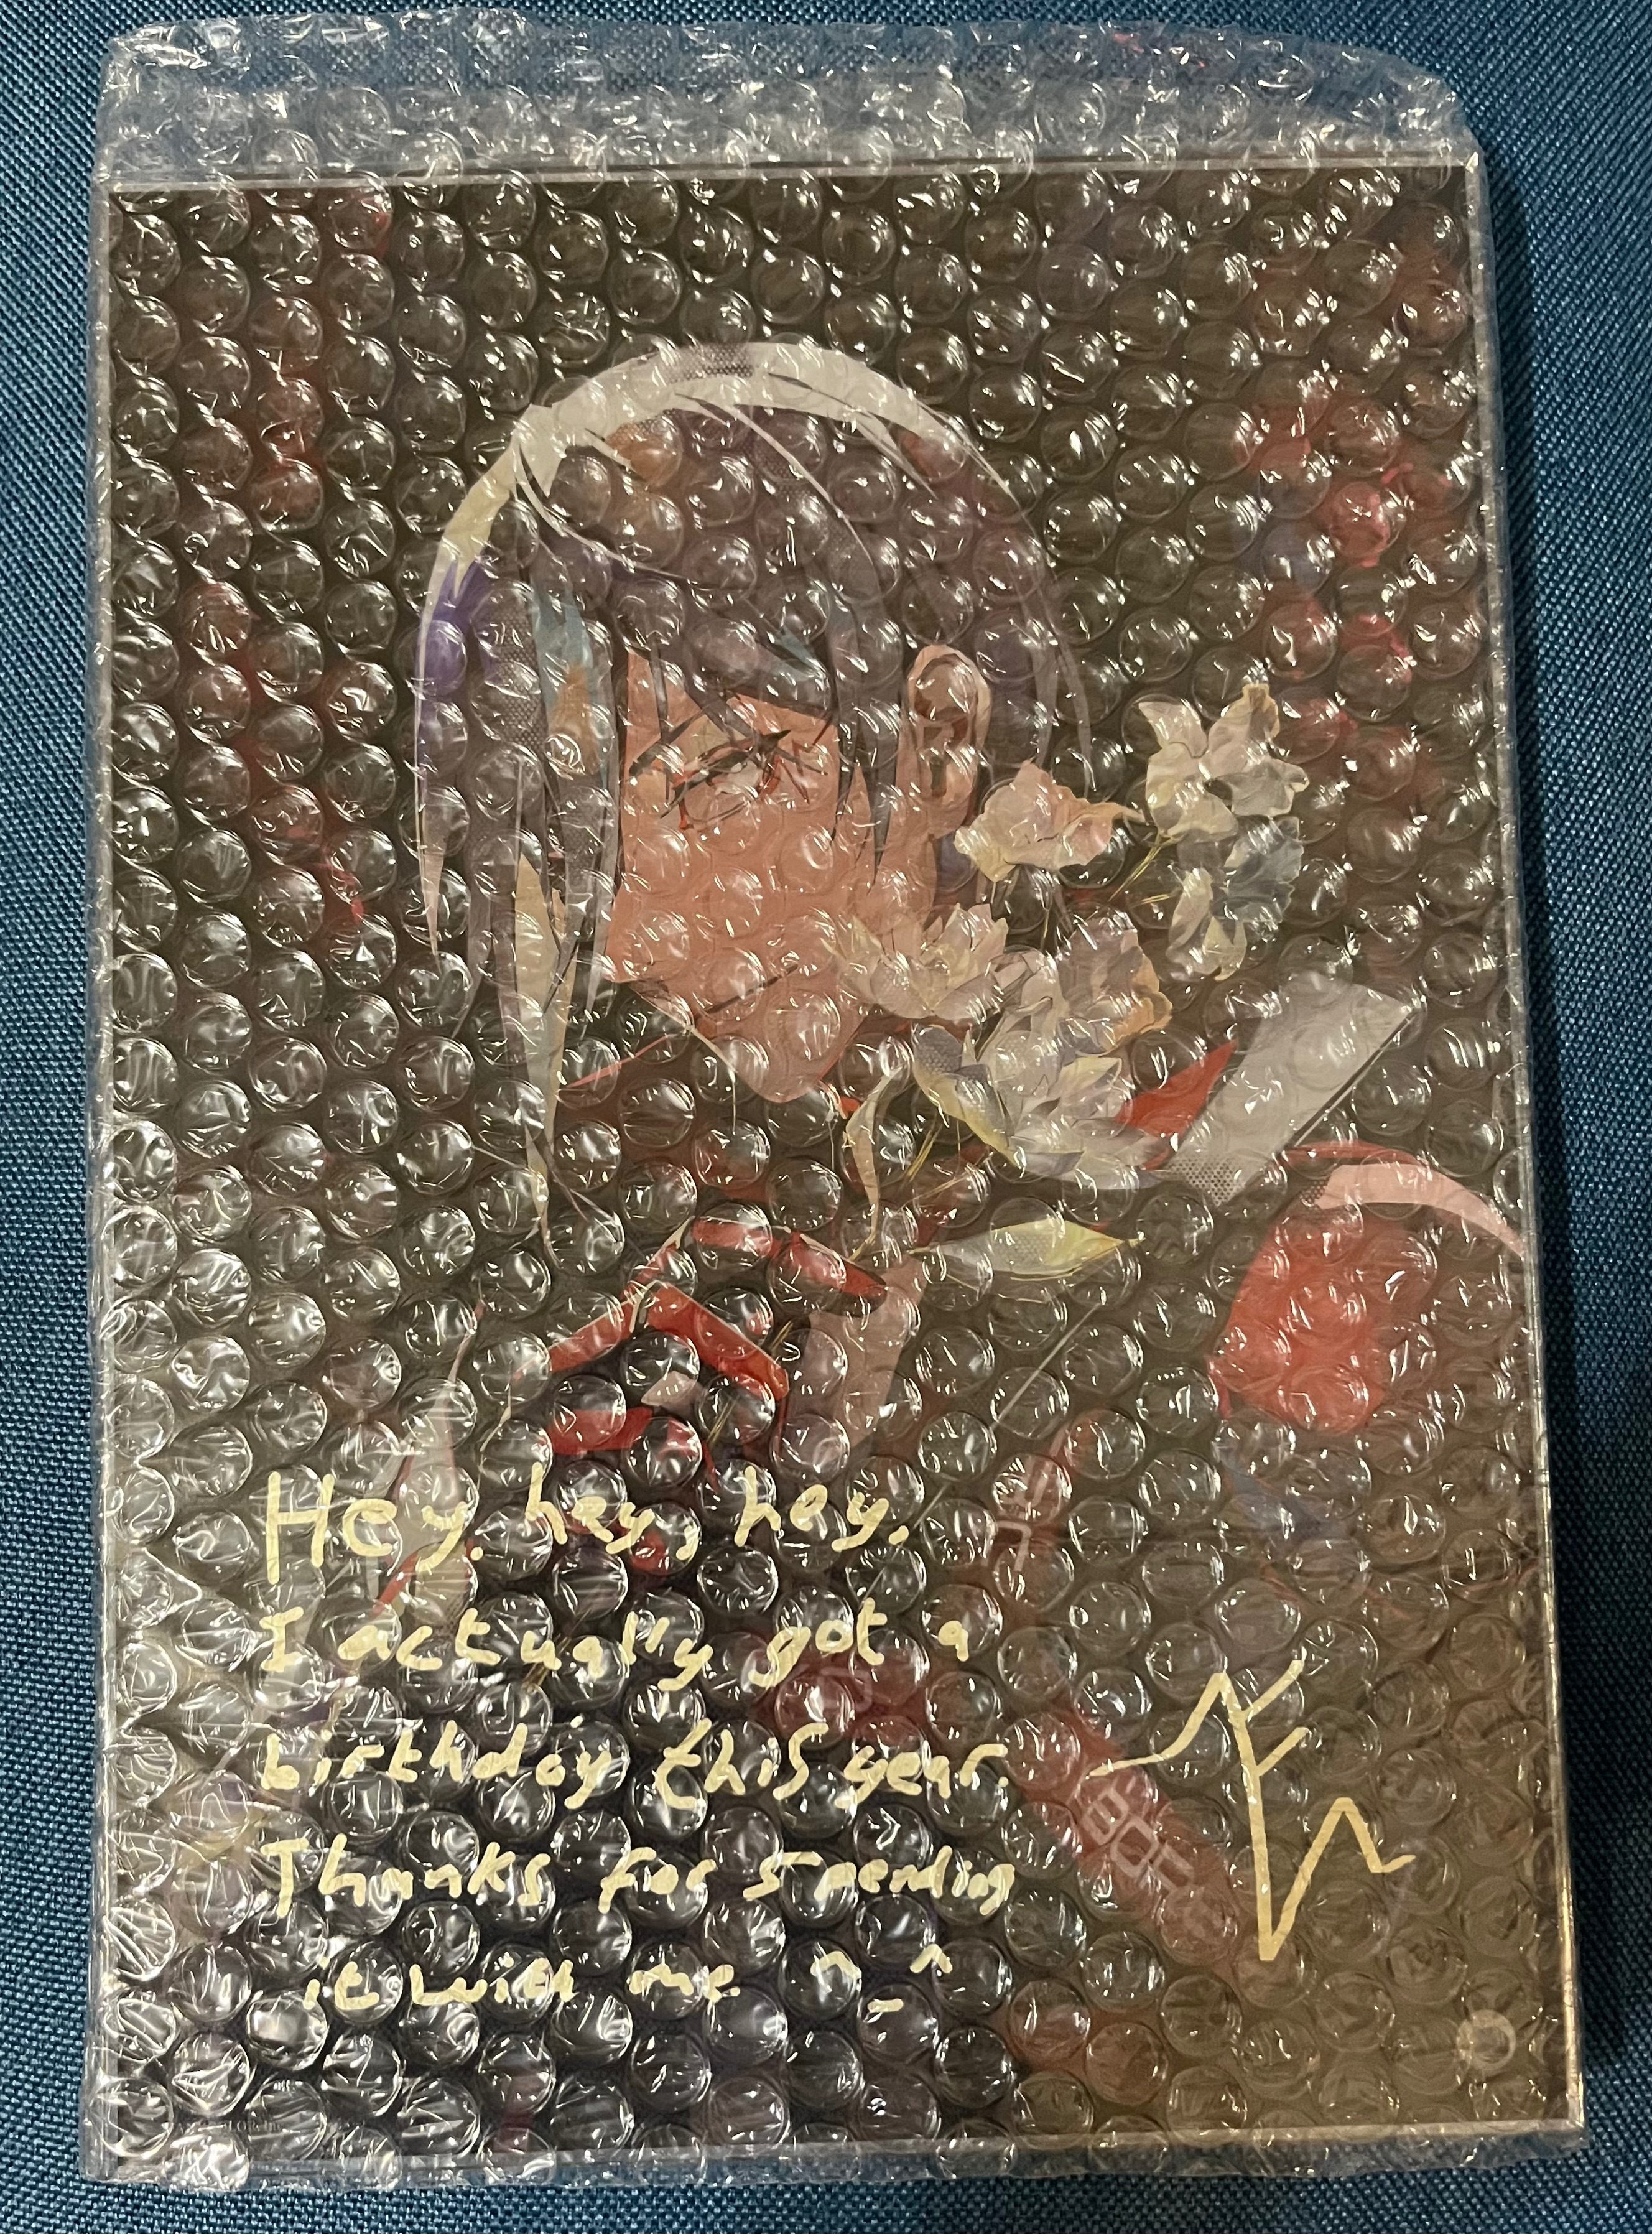 Hey, hey, hey.
I actually got a
birthday this year.
Thanks for spending
it with me ^_^